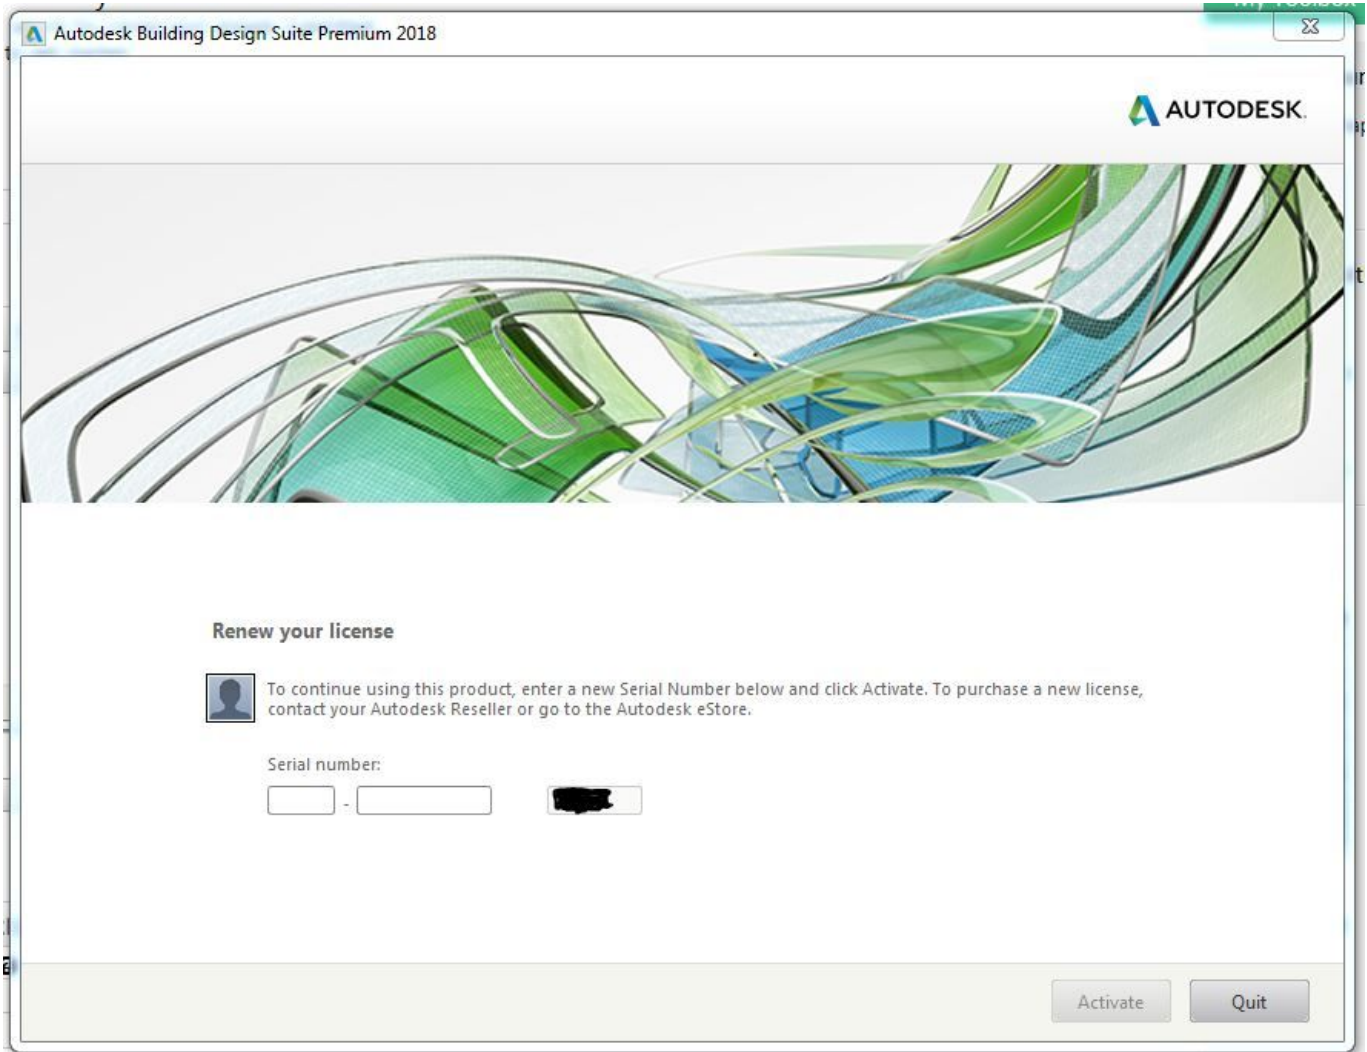 Autodesk Building Design Suite Premium 2018
AUTODESK.
Renew your license
To continue using this product, enter a new Serial Number below and click Activate. To purchase a new license,
contact your Autodesk Reseller or go to the Autodesk eStore.
Serial number:
-
Activate
Quit